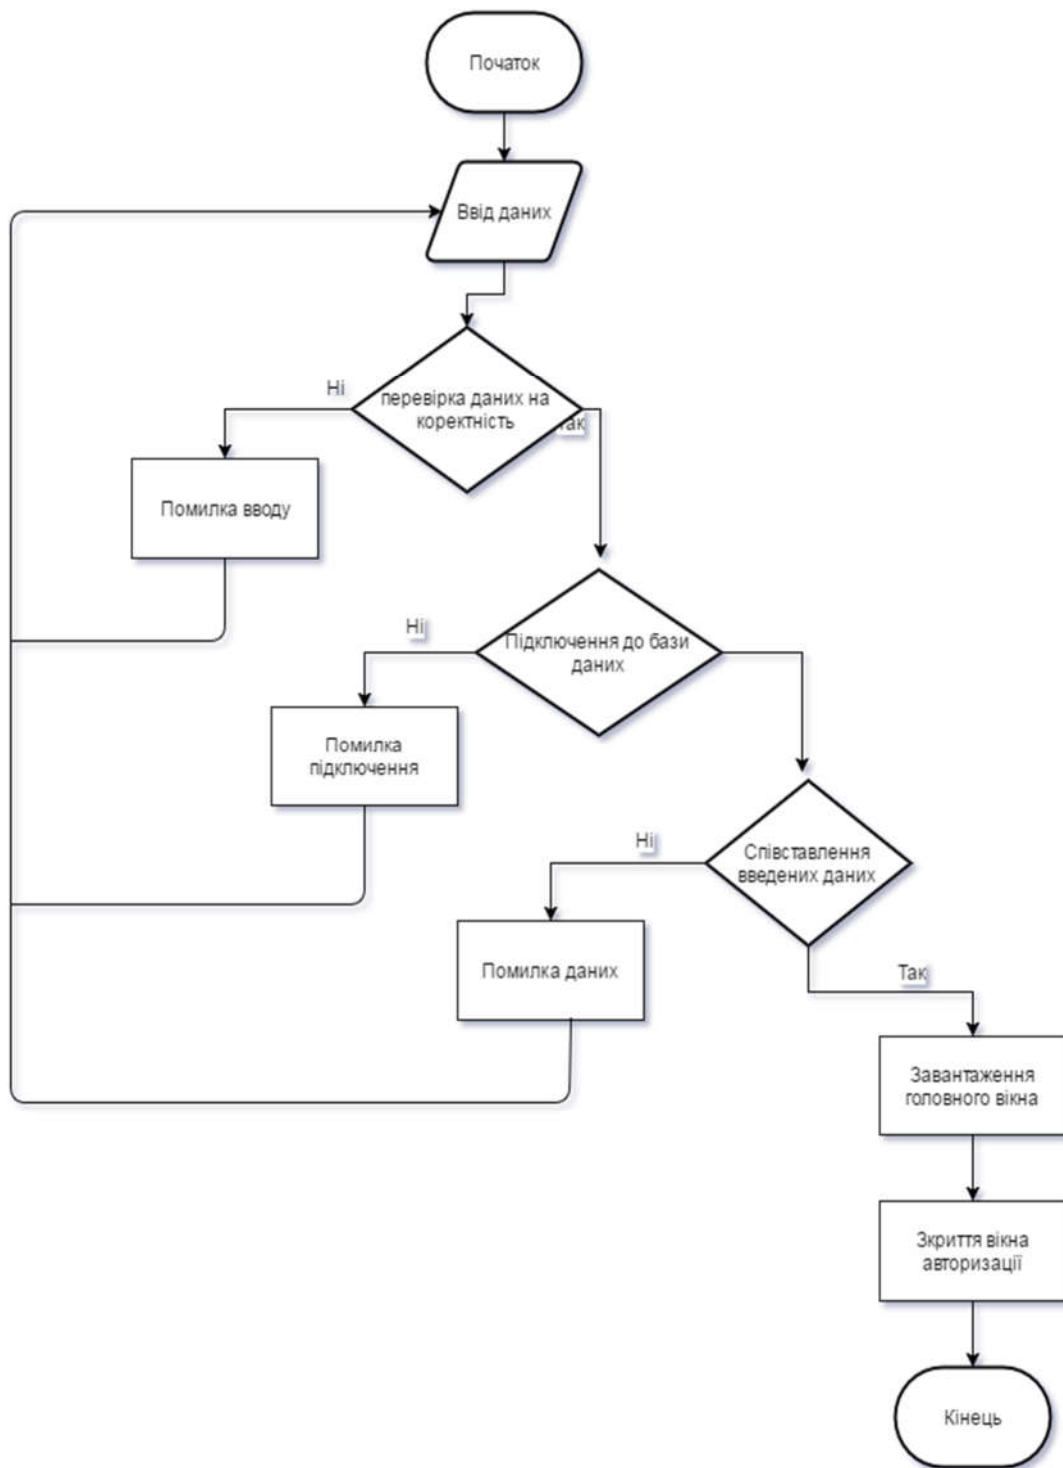 Початок
Ввід даних
Ні
перевірка даних на
коректність
Так
Помилка вводу
Ні
Підключення до бази
даних
Помилка
підключення
Ні
Співставлення
введених даних
Помилка даних
Так
Завантаження
головного вікна
Зкриття вікна
авторизації
Кінець